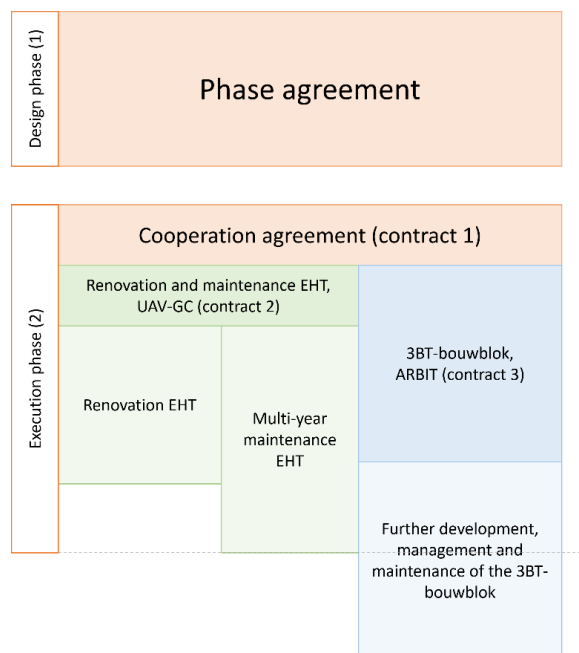 Design phase (1)
Phase agreement
Execution phase (2)
Cooperation agreement (contract 1)
Renovation and maintenance EHT,
UAV-GC (contract 2)
3BT-bouwblok,
ARBIT (contract 3)
Renovation EHT
Multi-year
maintenance
EHT
Further development,
management and
maintenance of the 3BT-
bouwblok